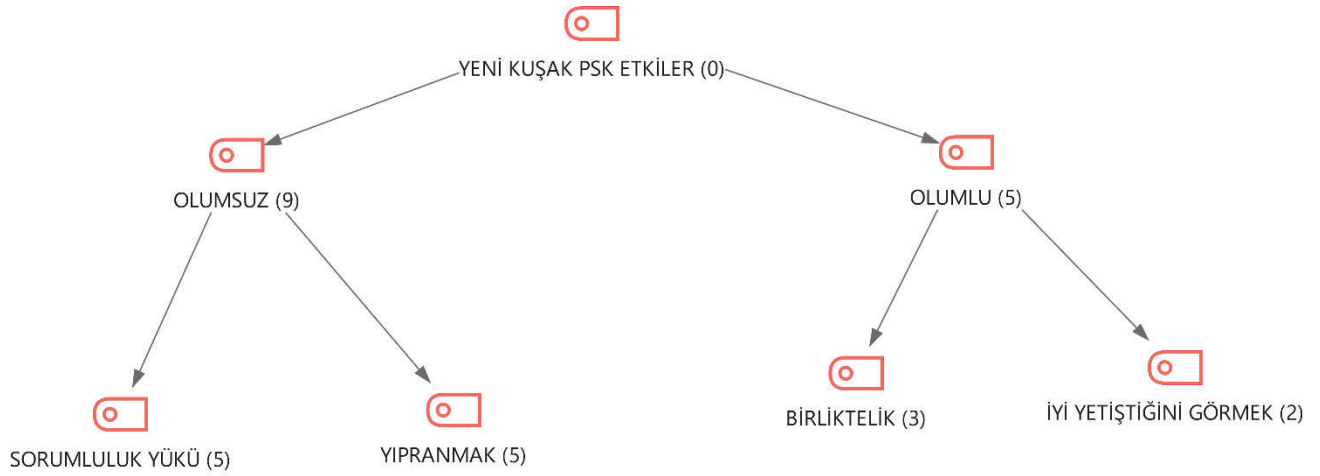 YENİ KUŞAK PSK ETKİLER (0)
OLUMSUZ (9)
OLUMLU (5)
SORUMLULUK YÜKÜ (5)
YIPRANMAK (5)
BİRLİKTELİK (3)
İYİ YETİŞTİĞİNİ GÖRMEK (2)